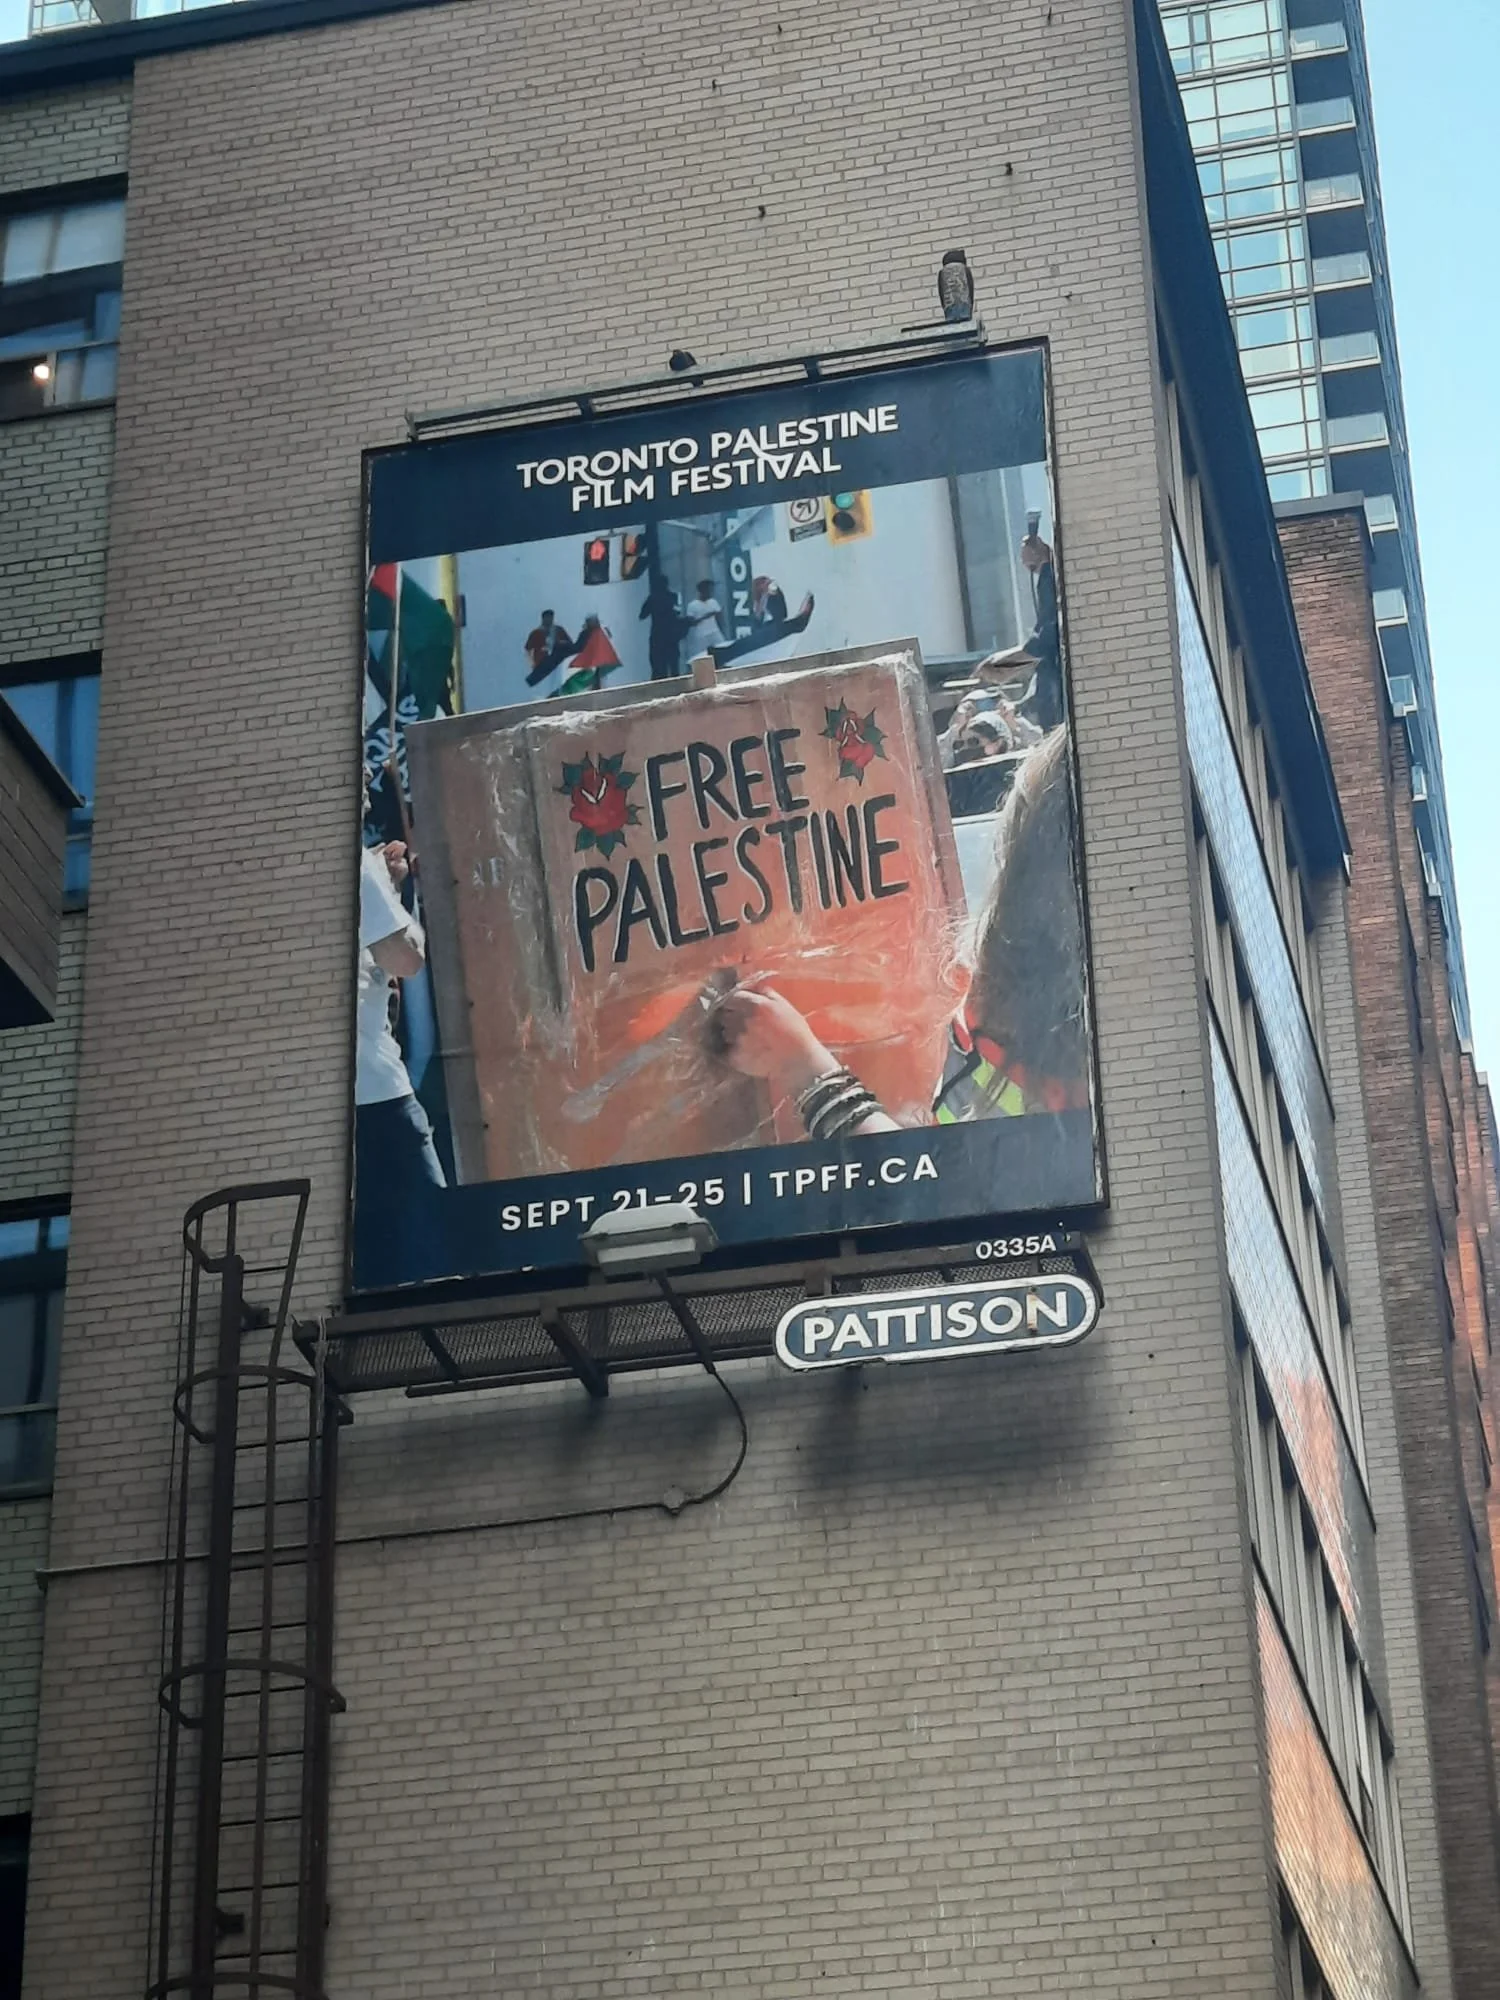 TORONTO PALESTINE
FILM FESTIVAL
FREE
PALESTINE
SEPT 21-25 | TPFF.CA
0335A
PATTISON